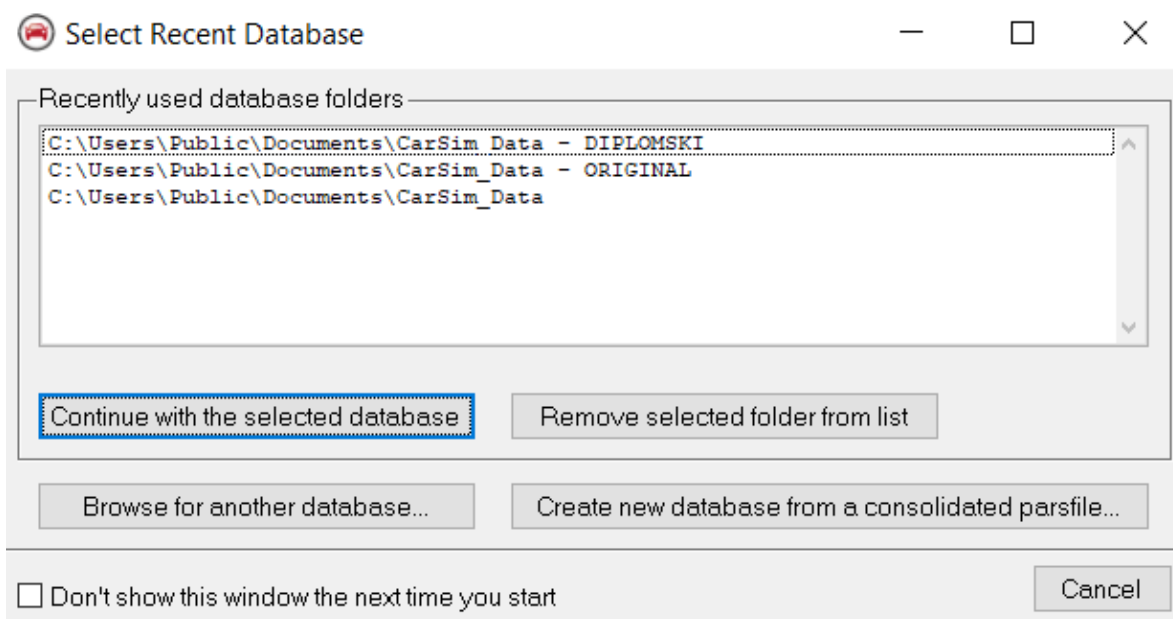 Select Recent Database
Recently used database folders
C:\Users\Public\Documents\CarSim_Data - DIPLOMSKI
C:\Users\Public\Documents\CarSim_Data - ORIGINAL
C:\Users\Public\Documents\CarSim_Data
Continue with the selected database
Remove selected folder from list
Browse for another database...
Create new database from a consolidated parsfile...
Don't show this window the next time you start
Cancel